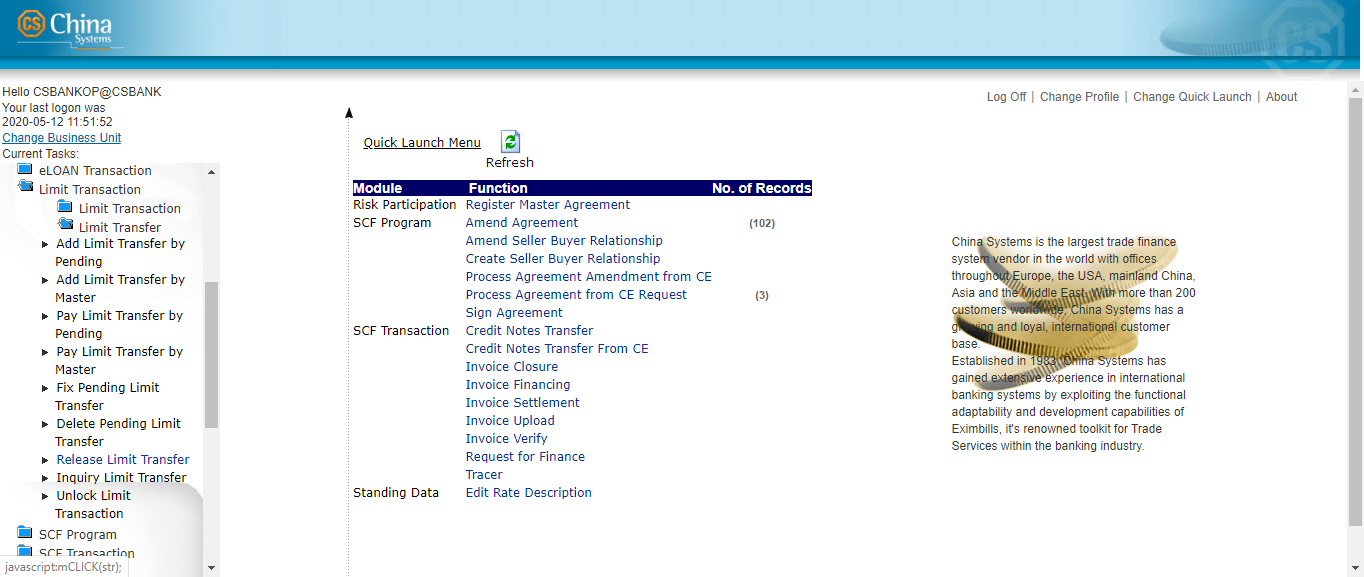 CS China
Systems
CS
Hello CSBANKOP@CSBANK
Your last logon was
2020-05-12 11:51:52
Change Business Unit
Current Tasks:
eLOAN Transaction
Limit Transaction
Limit Transaction
Limit Transfer
Add Limit Transfer by
Pending
Add Limit Transfer by
Master
Pay Limit Transfer by
Pending
Pay Limit Transfer by
Master
Fix Pending Limit
Transfer
Delete Pending Limit
Transfer
Release Limit Transfer
Inquiry Limit Transfer
Unlock Limit
Transaction
SCF Program
SCF Transaction
javascript:mCLICK(str);
Log Off | Change Profile | Change Quick Launch | About
Quick Launch Menu
Refresh
Module Function No. of Records
Risk Participation Register Master Agreement
SCF Program Amend Agreement (102)
Amend Seller Buyer Relationship
Create Seller Buyer Relationship
Process Agreement Amendment from CE
Process Agreement from CE Request (3)
Sign Agreement
SCF Transaction Credit Notes Transfer
Credit Notes Transfer From CE
Invoice Closure
Invoice Financing
Invoice Settlement
Invoice Upload
Invoice Verify
Request for Finance
Tracer
Standing Data Edit Rate Description
China Systems is the largest trade finance
system vendor in the world with offices
throughout Europe, the USA, mainland China,
Asia and the Middle East. With more than 200
customers worldwide, China Systems has a
growing and loyal, international customer
base.
Established in 1983, China Systems has
gained extensive experience in international
banking systems by exploiting the functional
adaptability and development capabilities of
Eximbills, it's renowned toolkit for Trade
Services within the banking industry.